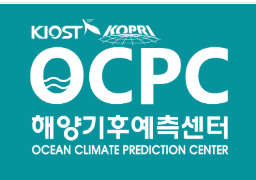 KIOST KOPRI
OCPC
해양기후예측센터
OCEAN CLIMATE PREDICTION CENTER